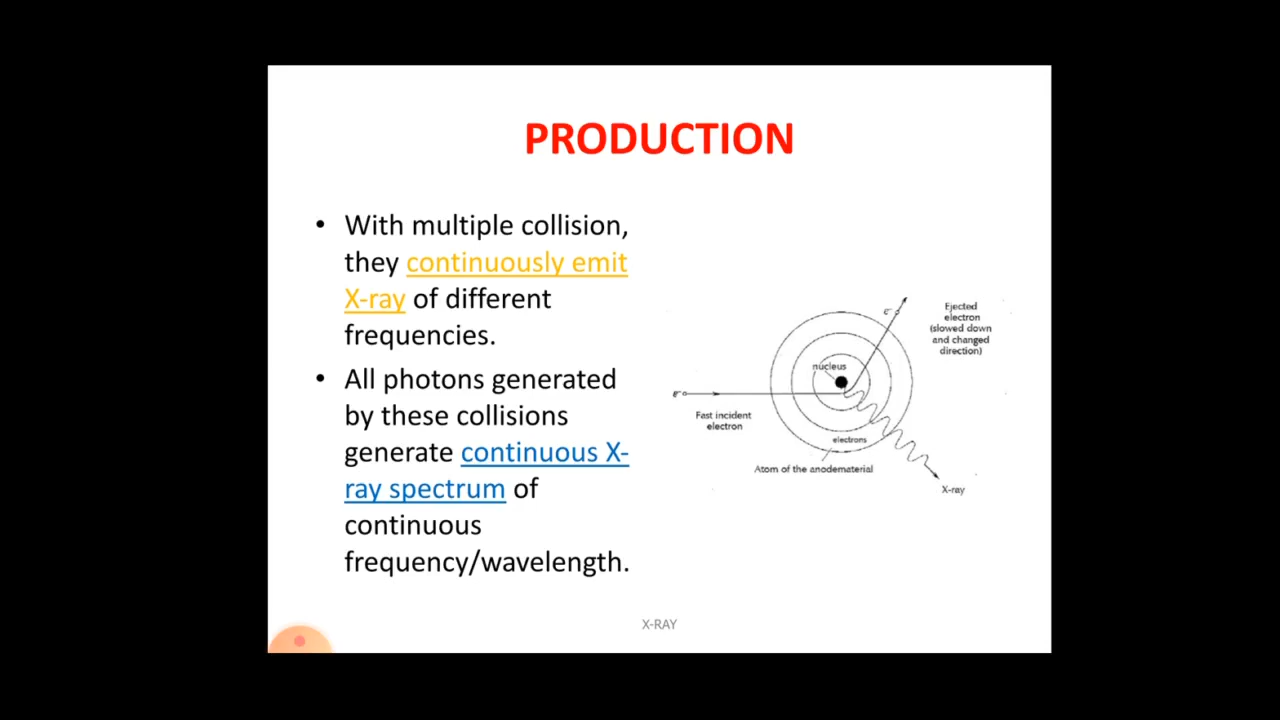 PRODUCTION
• With multiple collision,
they continuously emit
X-ray of different
frequencies.
• All photons generated
by these collisions
generate continuous X-
ray spectrum of
continuous
frequency/wavelength.
e⁻
Ejected
electron
(slowed down
and changed
direction)
nucleus
e⁻
Fast incident
electron
electrons
Atom of the anodematerial
X-ray
X-RAY